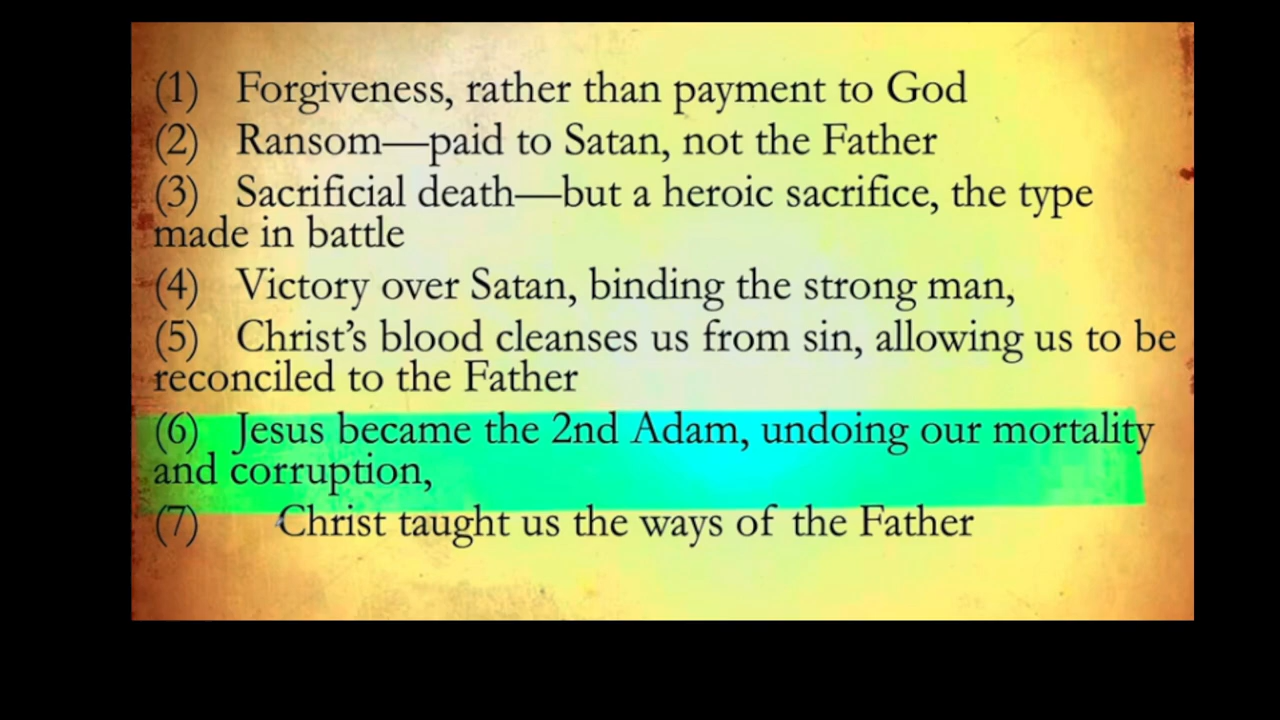 (1) Forgiveness, rather than payment to God
(2) Ransom—paid to Satan, not the Father
(3) Sacrificial death—but a heroic sacrifice, the type
made in battle
(4) Victory over Satan, binding the strong man,
(5) Christ’s blood cleanses us from sin, allowing us to be
reconciled to the Father
(6) Jesus became the 2nd Adam, undoing our mortality
and corruption,
(7) Christ taught us the ways of the Father